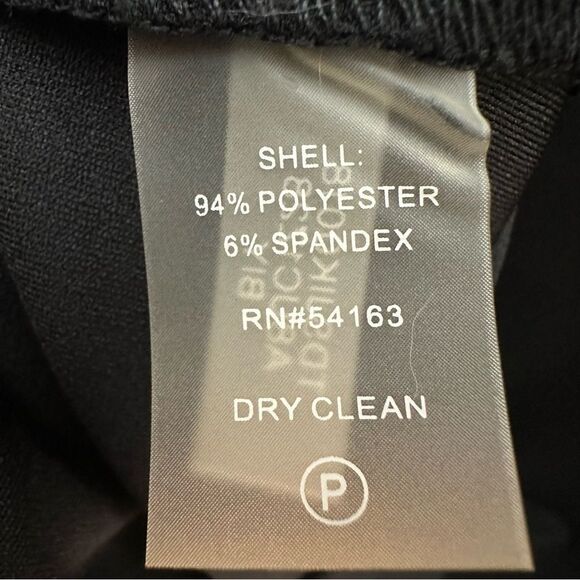 SHELL:
94% POLYESTER
6% SPANDEX
RN#54163
DRY CLEAN
P